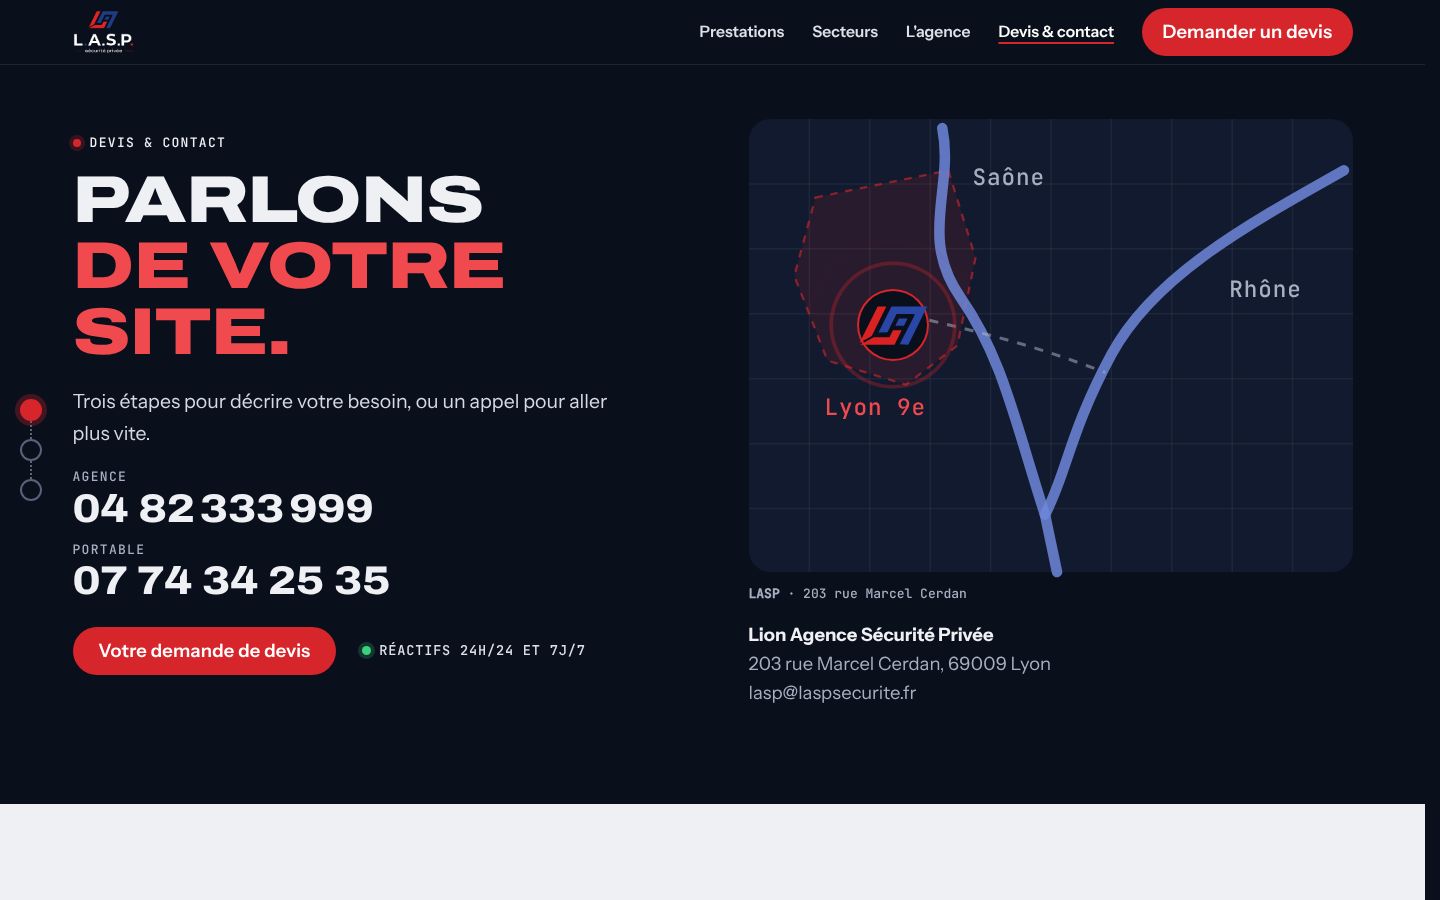 L.A.S.P.
sécurité privée
Prestations
Secteurs
L'agence
Devis & contact
Demander un devis
DEVIS & CONTACT
PARLONS
DE VOTRE
SITE.
Trois étapes pour décrire votre besoin, ou un appel pour aller
plus vite.
AGENCE
04 82 333 999
PORTABLE
07 74 34 25 35
Votre demande de devis
RÉACTIFS 24H/24 ET 7J/7
Saône
Rhône
Lyon 9e
LASP · 203 rue Marcel Cerdan
Lion Agence Sécurité Privée
203 rue Marcel Cerdan, 69009 Lyon
lasp@laspsecurite.fr